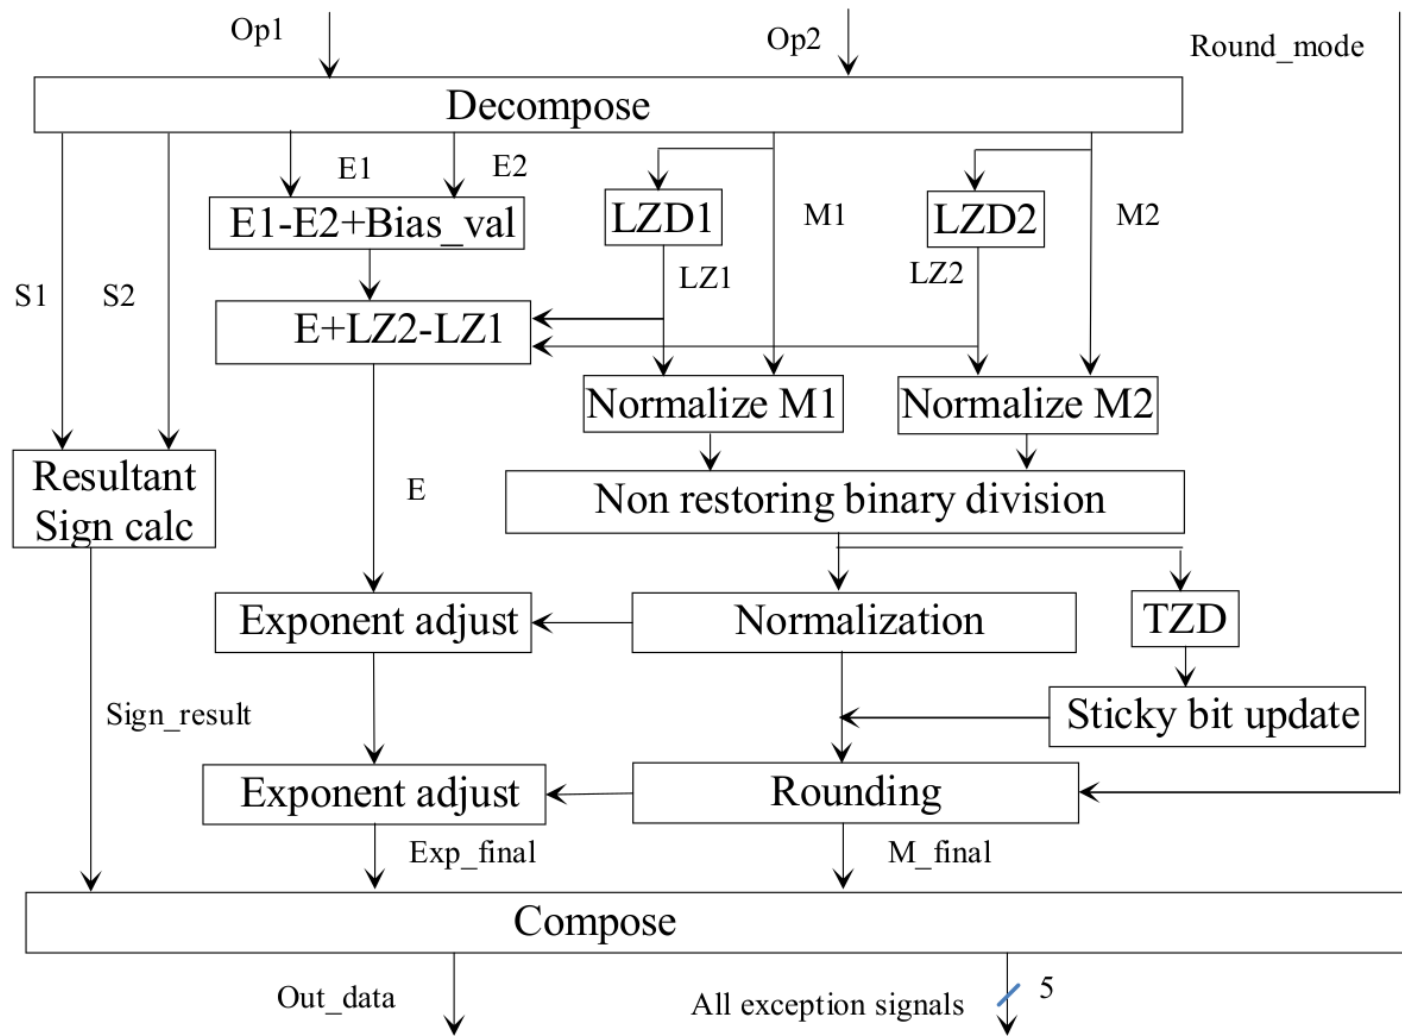 Op1
Op2
Round_mode
Decompose
E1
E2
LZD1
M1
LZD2
M2
E1-E2+Bias_val
S1
S2
LZ1
LZ2
E+LZ2-LZ1
Normalize M1
Normalize M2
Resultant
Sign calc
E
Non restoring binary division
Exponent adjust
Normalization
TZD
Sign_result
Sticky bit update
Exponent adjust
Rounding
Exp_final
M_final
Compose
Out_data
All exception signals
5